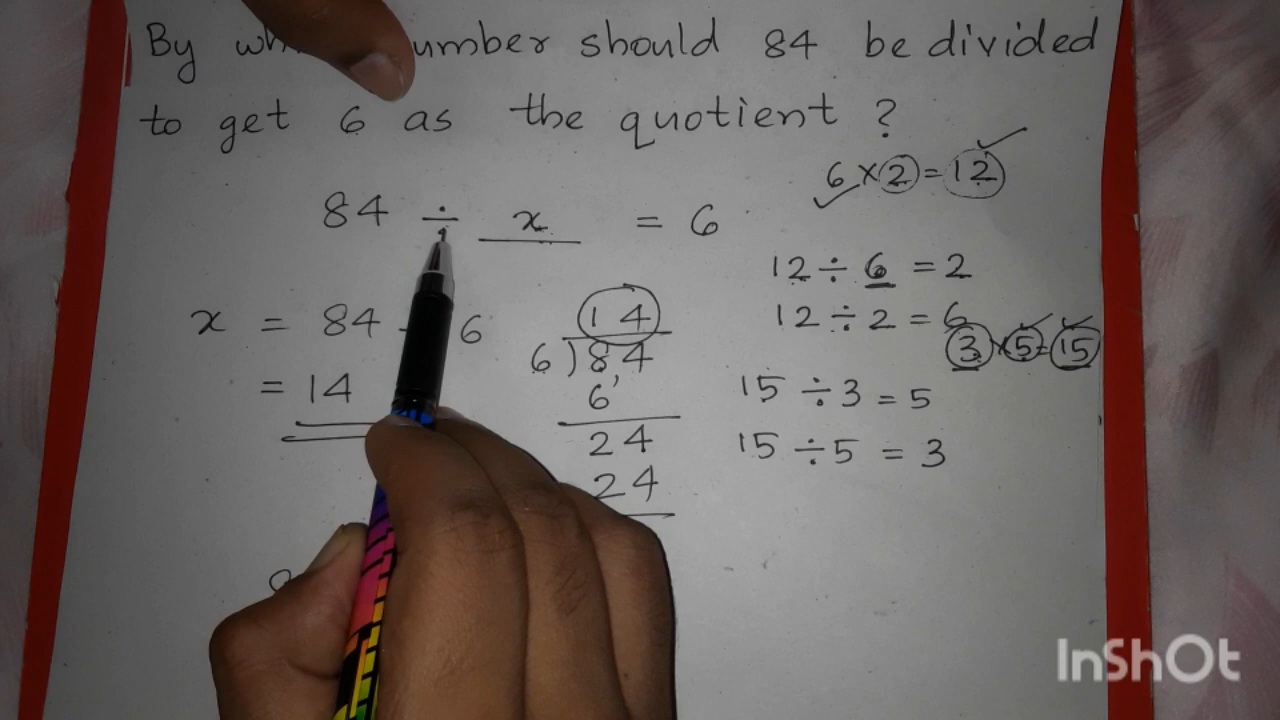 By umber should 84 be divided
to get 6 as the quotient ?
6 × 2 = 12
84 ÷ x = 6
12 ÷ 6 = 2
12 ÷ 2 = 6
x = 84 6
= 14
14
6)84
6
24
24
3 × 5 = 15
15 ÷ 3 = 5
15 ÷ 5 = 3
InShOt